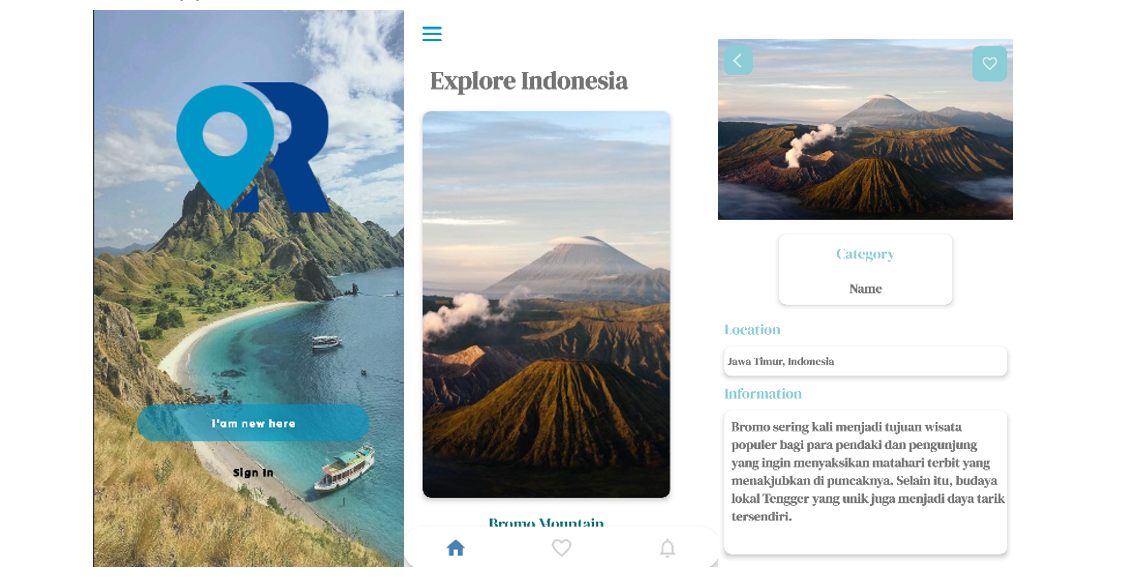 R
I'am new here
Sign In
Explore Indonesia
Bromo Mountain
Category
Name
Location
Jawa Timur, Indonesia
Information
Bromo sering kali menjadi tujuan wisata
populer bagi para pendaki dan pengunjung
yang ingin menyaksikan matahari terbit yang
menakjubkan di puncaknya. Selain itu, budaya
lokal Tengger yang unik juga menjadi daya tarik
tersendiri.